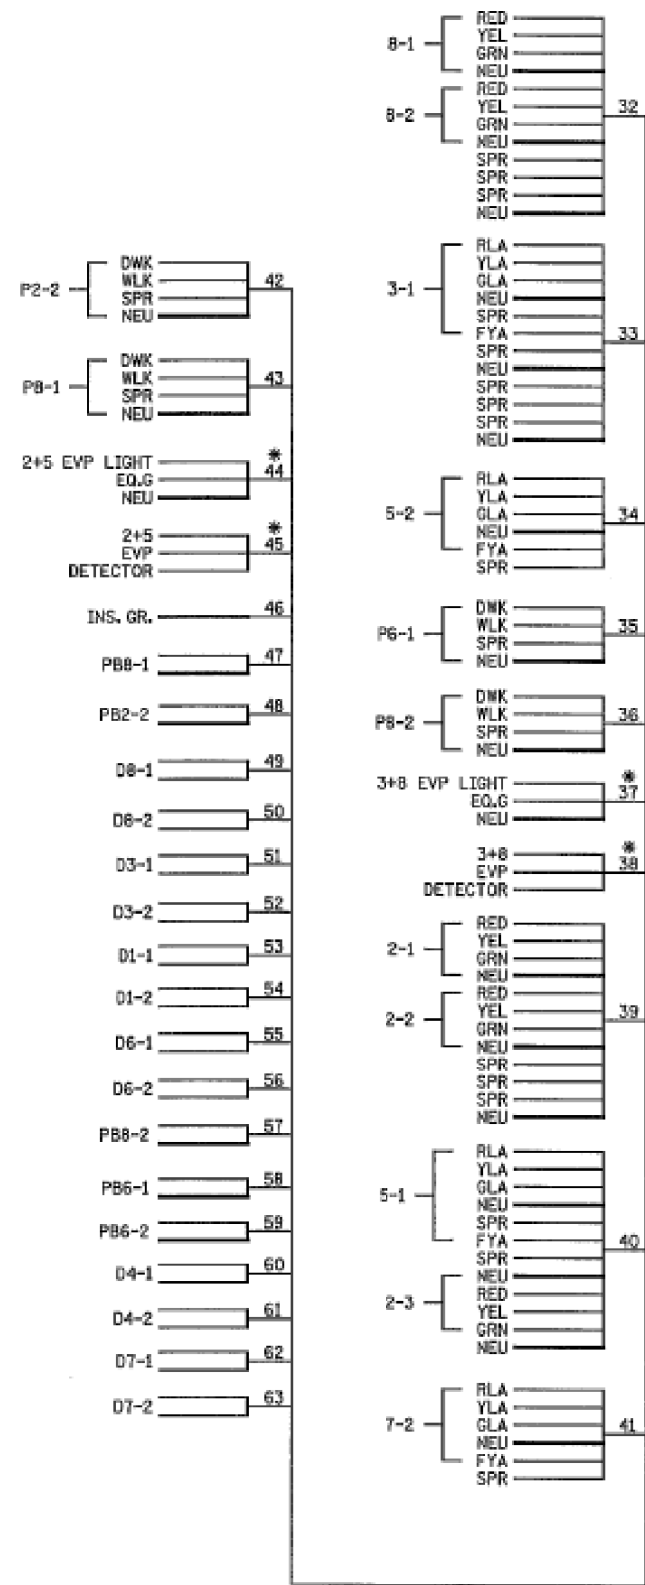 8-1
RED
YEL
GRN
NEU
8-2
RED
YEL
GRN
NEU
SPR
SPR
SPR
NEU
32
3-1
RLA
YLA
GLA
NEU
SPR
FYA
SPR
NEU
SPR
SPR
SPR
NEU
33
5-2
RLA
YLA
GLA
NEU
FYA
SPR
34
P6-1
DWK
WLK
SPR
NEU
35
P8-2
DWK
WLK
SPR
NEU
36
3+8 EVP LIGHT
EQ.G
NEU
*
37
3+8
EVP
DETECTOR
*
38
2-1
RED
YEL
GRN
NEU
2-2
RED
YEL
GRN
NEU
SPR
SPR
SPR
NEU
39
5-1
RLA
YLA
GLA
NEU
SPR
FYA
SPR
NEU
2-3
RED
YEL
GRN
NEU
40
7-2
RLA
YLA
GLA
NEU
FYA
SPR
41
P2-2
DWK
WLK
SPR
NEU
42
P8-1
DWK
WLK
SPR
NEU
43
2+5 EVP LIGHT
EQ.G
NEU
*
44
2+5
EVP
DETECTOR
*
45
INS. GR. 46
PB8-1 47
PB2-2 48
D8-1 49
D8-2 50
D3-1 51
D3-2 52
D1-1 53
D1-2 54
D6-1 55
D6-2 56
PB8-2 57
PB6-1 58
PB6-2 59
D4-1 60
D4-2 61
D7-1 62
D7-2 63